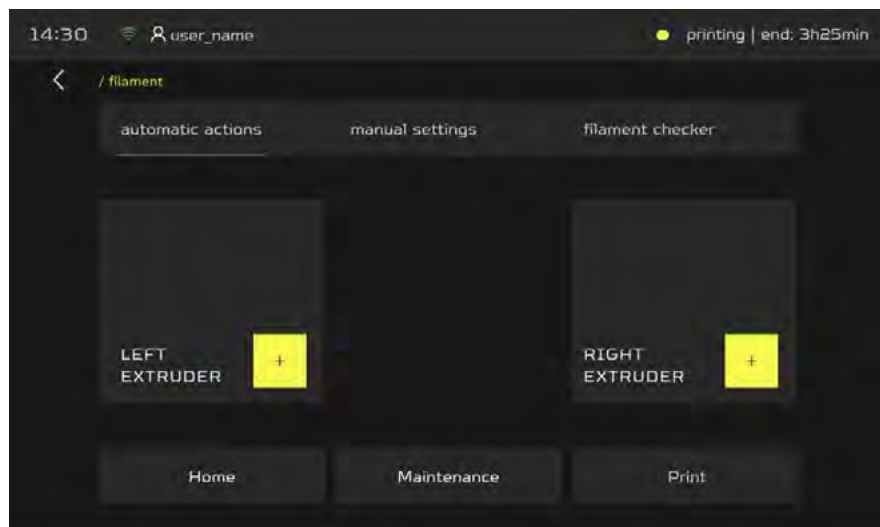 14:30 user_name printing | end: 3h25min
/ filament
automatic actions manual settings filament checker
LEFT
EXTRUDER
+
RIGHT
EXTRUDER
+
Home Maintenance Print